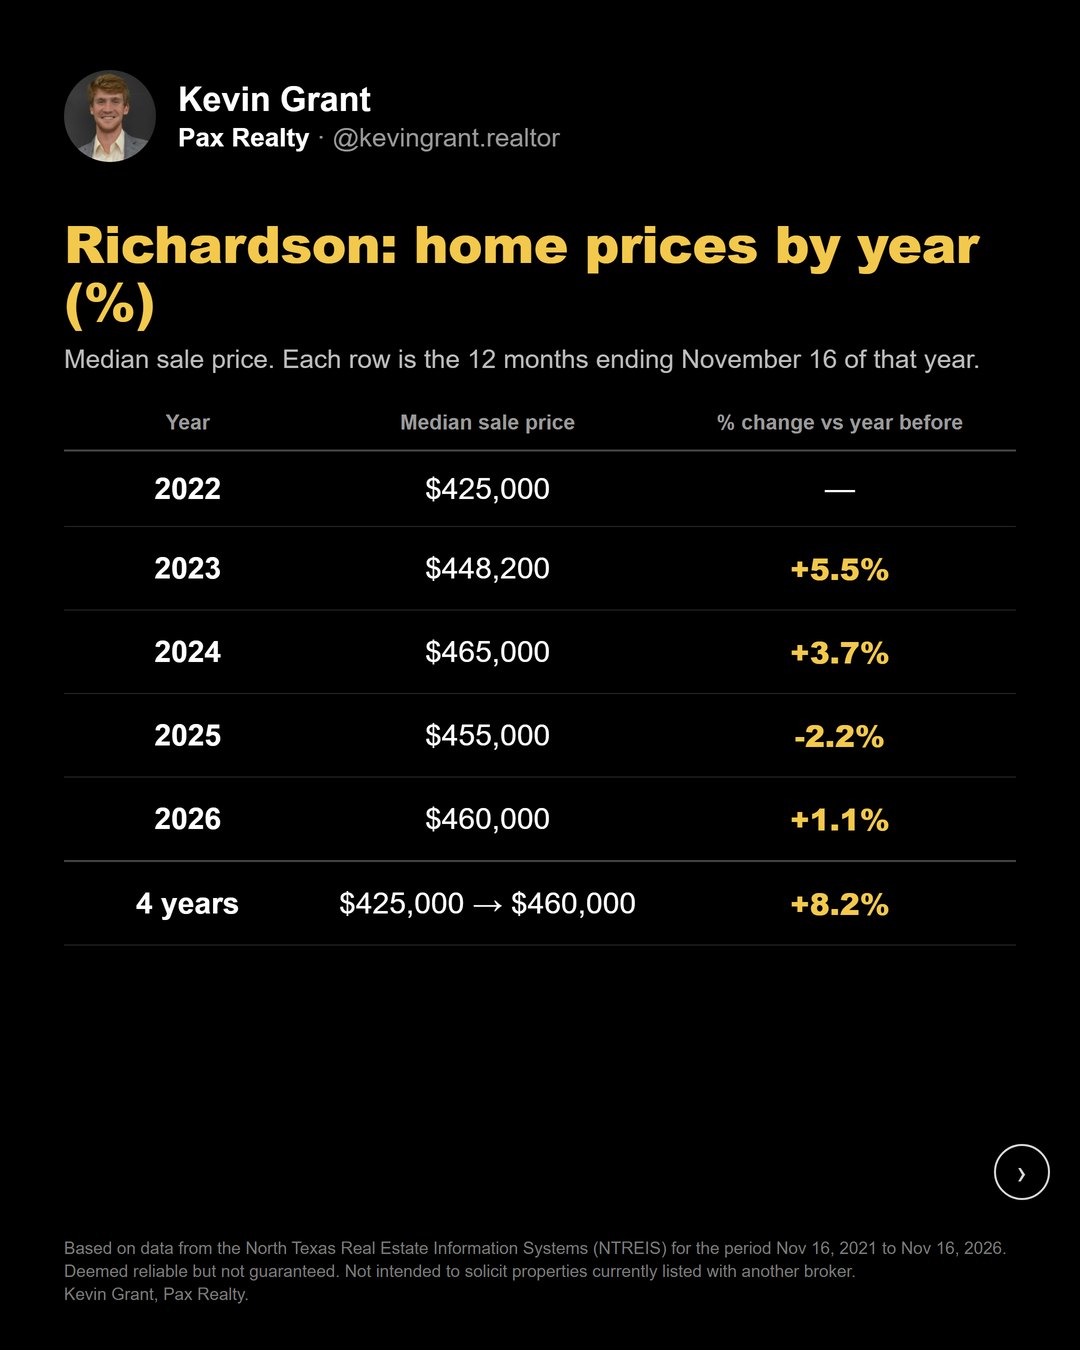 Kevin Grant
Pax Realty · @kevingrant.realtor
Richardson: home prices by year
(%)
Median sale price. Each row is the 12 months ending November 16 of that year.
Year Median sale price % change vs year before
2022 $425,000 —
2023 $448,200 +5.5%
2024 $465,000 +3.7%
2025 $455,000 -2.2%
2026 $460,000 +1.1%
4 years $425,000 → $460,000 +8.2%
›
Based on data from the North Texas Real Estate Information Systems (NTREIS) for the period Nov 16, 2021 to Nov 16, 2026.
Deemed reliable but not guaranteed. Not intended to solicit properties currently listed with another broker.
Kevin Grant, Pax Realty.